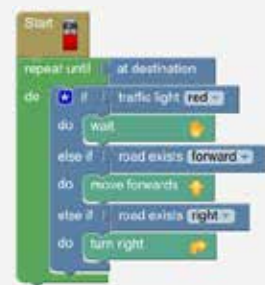 Start
repeat until at destination
do if traffic light red
do wait
else if road exists forward
do move forwards
else if road exists right
do turn right